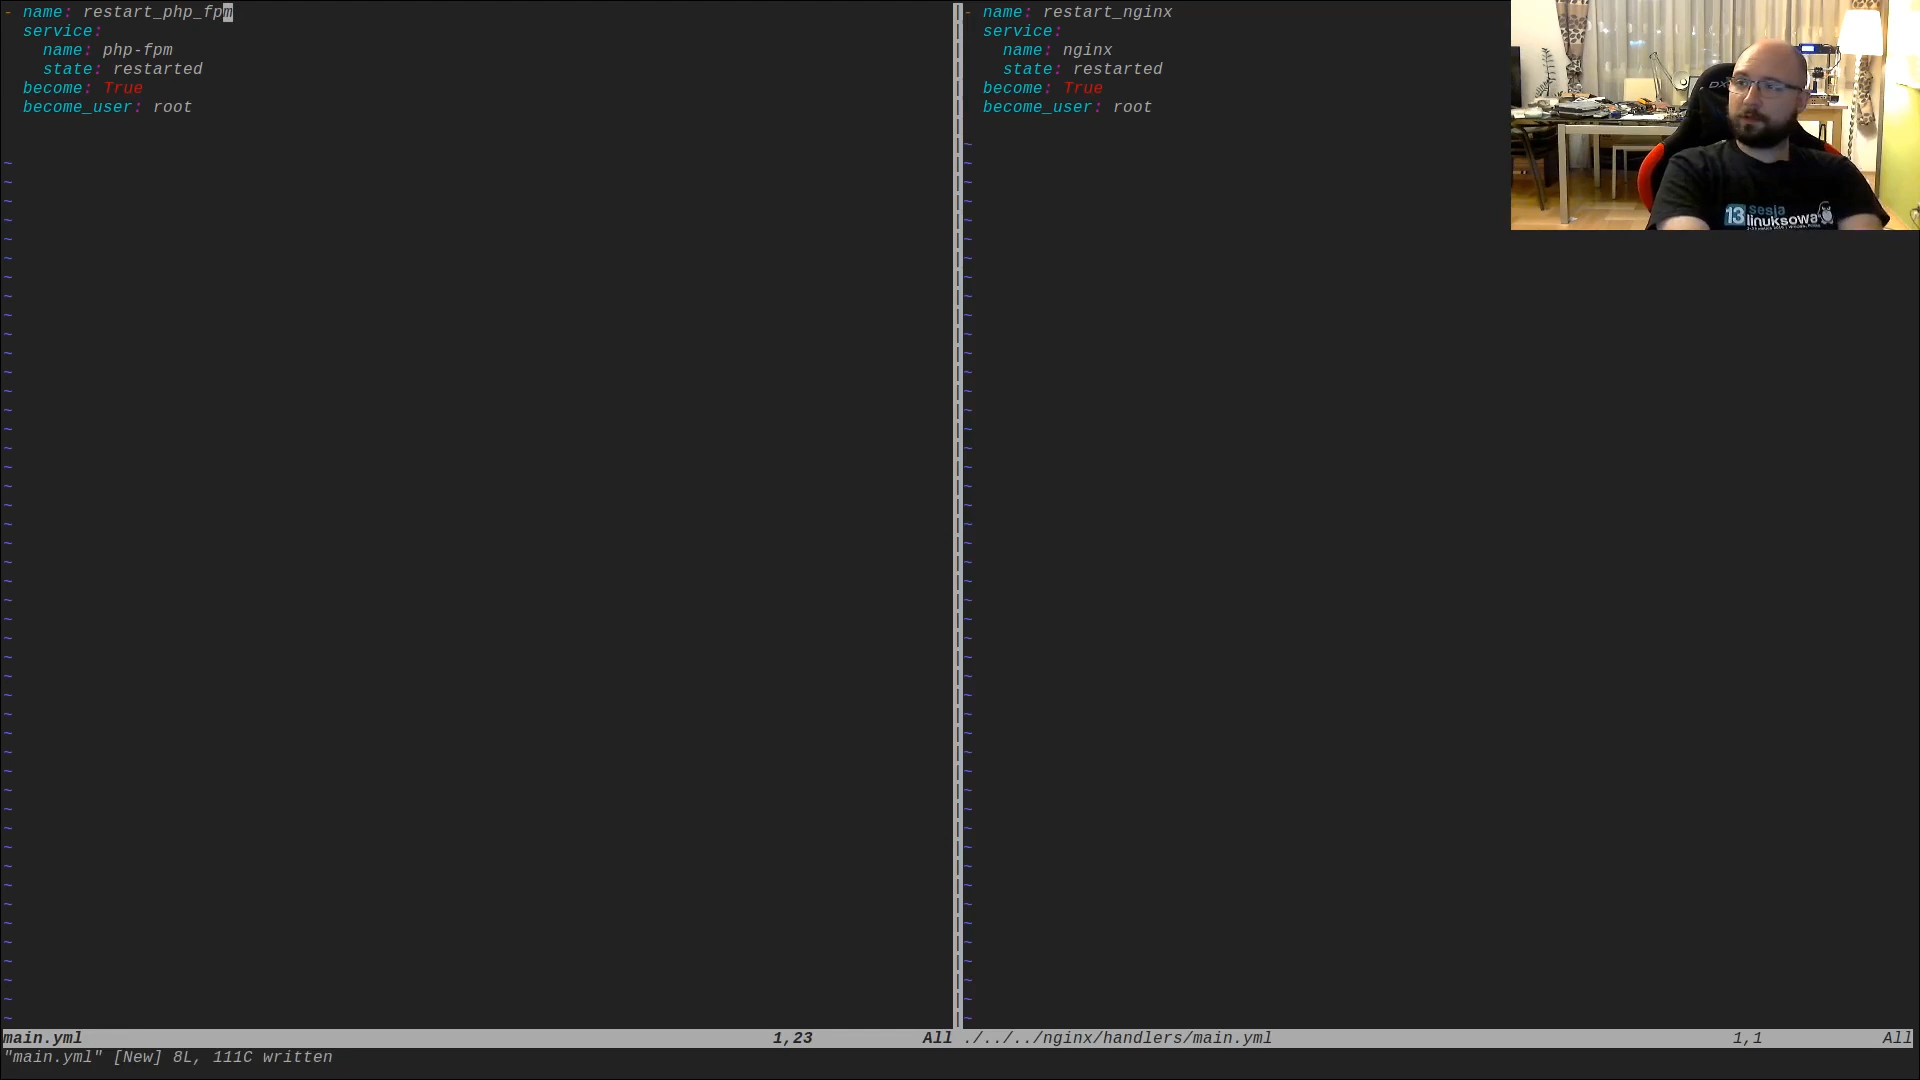 - name: restart_php_fpm
service:
name: php-fpm
state: restarted
become: True
become_user: root
main.yml 1,23 All
"main.yml" [New] 8L, 111C written
- name: restart_nginx
service:
name: nginx
state: restarted
become: True
become_user: root
./../../nginx/handlers/main.yml 1,1 All
DX
13 sesja
linuksowa